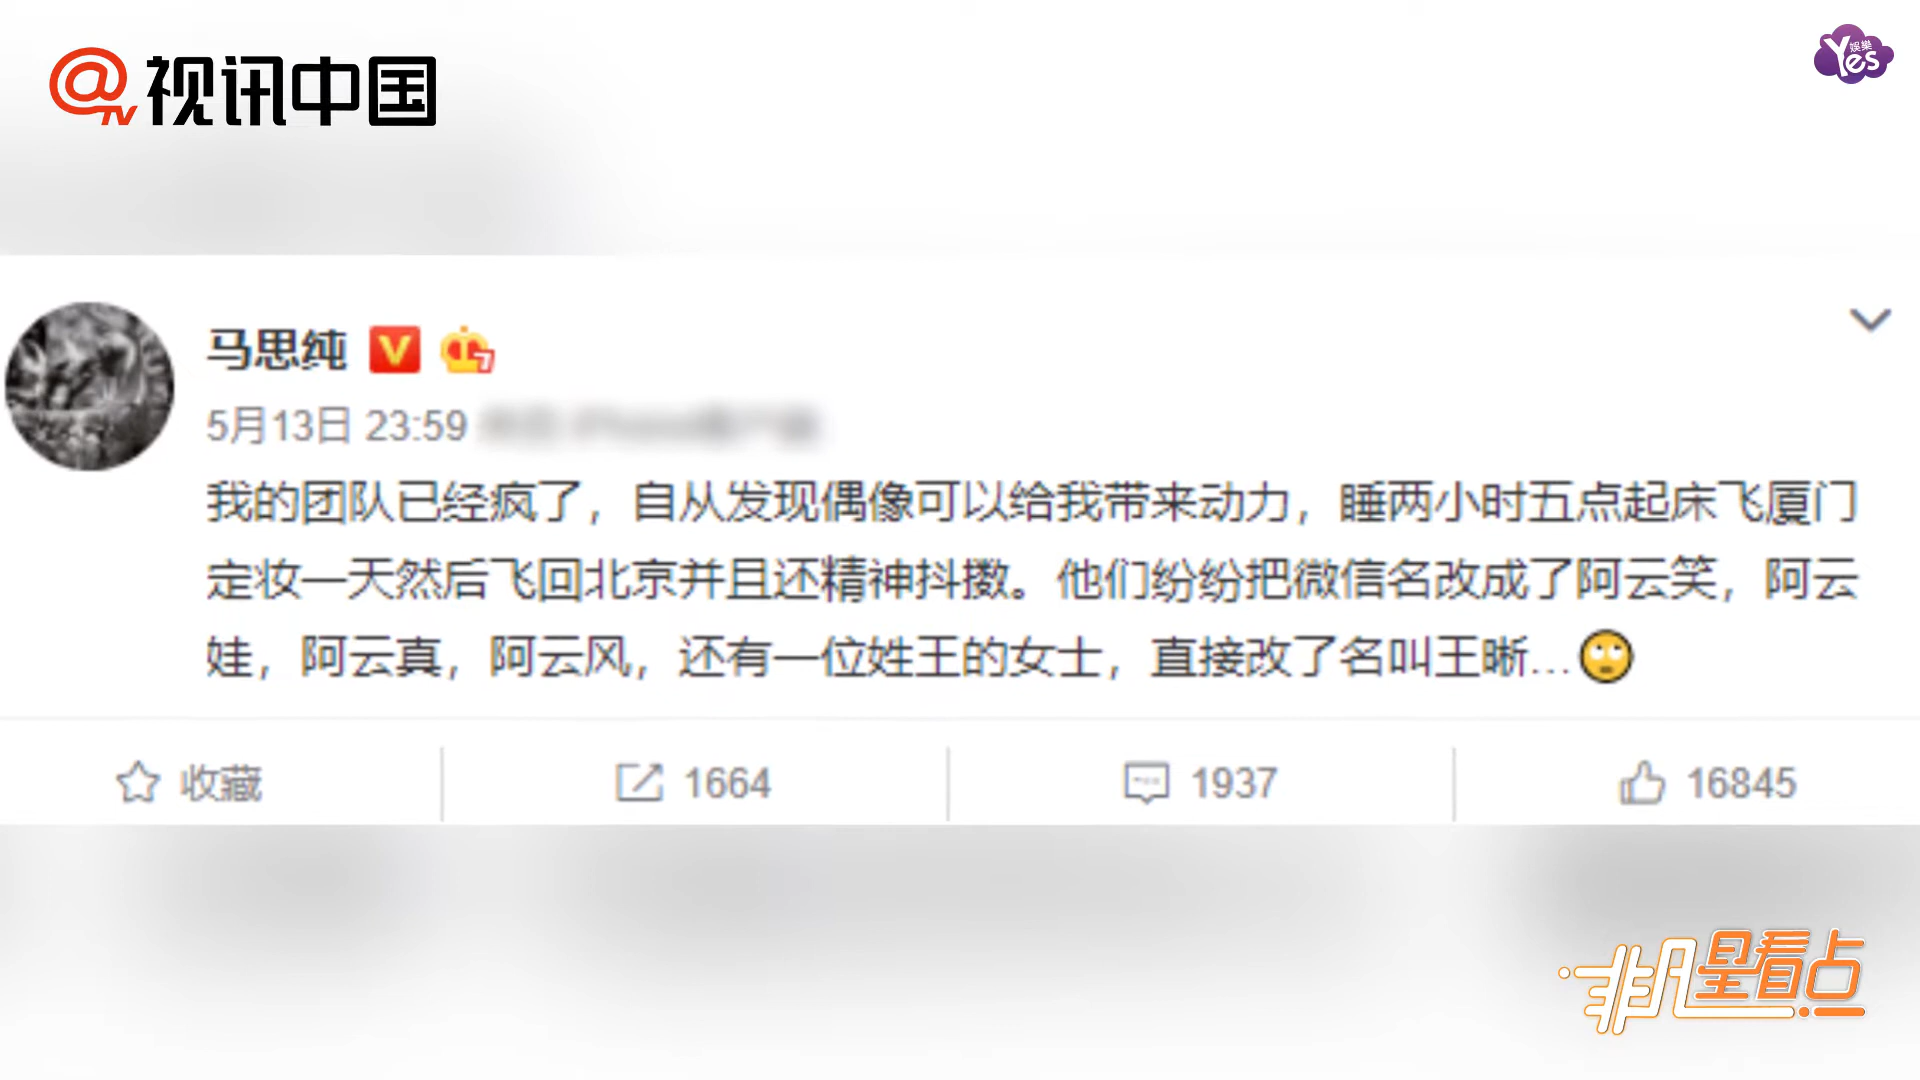 @TV 视讯中国
Yes 娱樂
马思纯
5月13日 23:59
我的团队已经疯了，自从发现偶像可以给我带来动力，睡两小时五点起床飞厦门
定妆一天然后飞回北京并且还精神抖擞。他们纷纷把微信名改成了阿云笑，阿云
娃，阿云真，阿云风，还有一位姓王的女士，直接改了名叫王晰...🙄
收藏
1664
1937
16845
非凡星看点